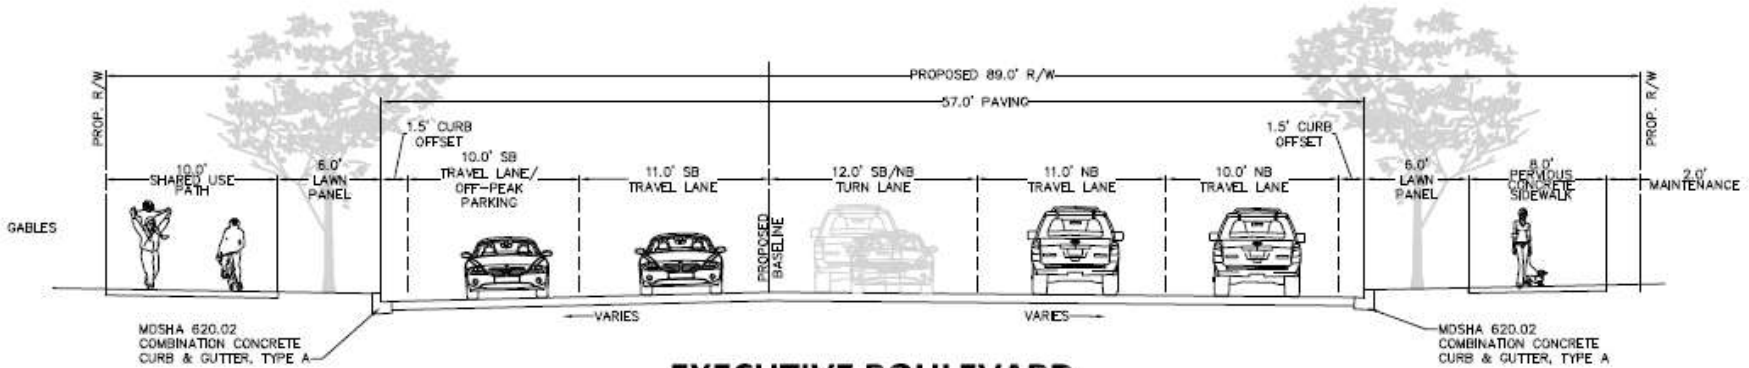 PROPOSED 89.0' R/W
57.0' PAVING
PROP. R/W
PROP. R/W
1.5' CURB
OFFSET
1.5' CURB
OFFSET
10.0'
SHARED USE
PATH
6.0'
LAWN
PANEL
10.0' SB
TRAVEL LANE/
OFF-PEAK
PARKING
11.0' SB
TRAVEL LANE
12.0' SB/NB
TURN LANE
11.0' NB
TRAVEL LANE
10.0' NB
TRAVEL LANE
6.0'
LAWN
PANEL
8.0'
PERVIOUS
CONCRETE
SIDEWALK
2.0'
MAINTENANCE
GABLES
PROPOSED
BASELINE
VARIES
VARIES
MDSHA 620.02
COMBINATION CONCRETE
CURB & GUTTER, TYPE A
MDSHA 620.02
COMBINATION CONCRETE
CURB & GUTTER, TYPE A
EXECUTIVE BOULEVARD